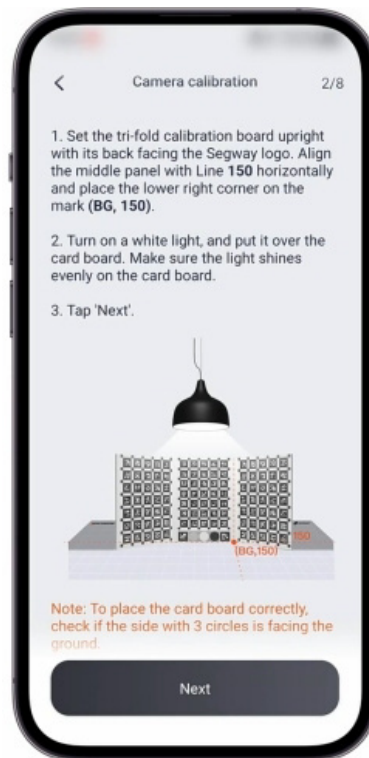 Camera calibration 2/8
1. Set the tri-fold calibration board upright
with its back facing the Segway logo. Align
the middle panel with Line 150 horizontally
and place the lower right corner on the
mark (BG, 150).
2. Turn on a white light, and put it over the
card board. Make sure the light shines
evenly on the card board.
3. Tap 'Next'.
150
(BG,150)
Note: To place the card board correctly,
check if the side with 3 circles is facing the
ground.
Next